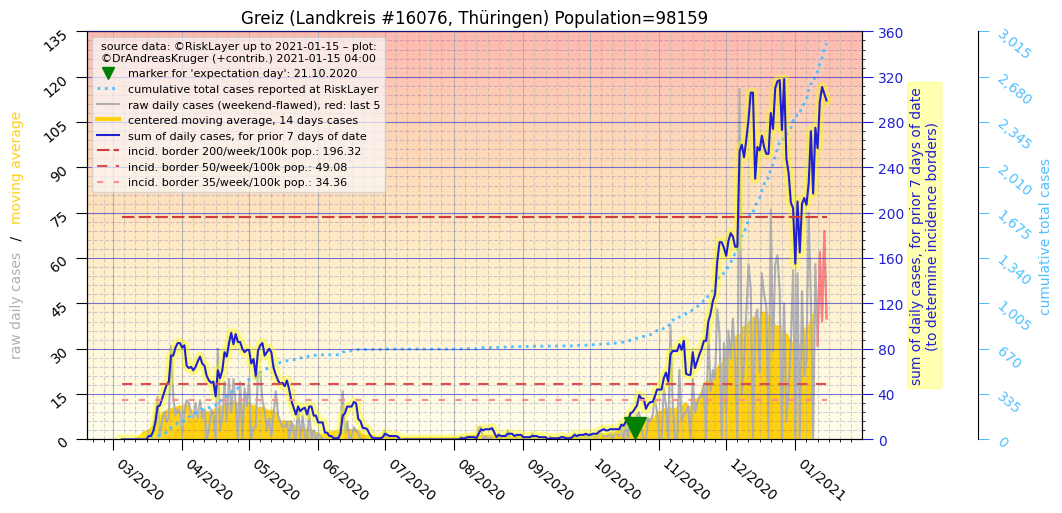 Greiz (Landkreis #16076, Thüringen) Population=98159
source data: ©RiskLayer up to 2021-01-15 – plot:
©DrAndreasKruger (+contrib.) 2021-01-15 04:00
marker for 'expectation day': 21.10.2020
cumulative total cases reported at RiskLayer
raw daily cases (weekend-flawed), red: last 5
centered moving average, 14 days cases
sum of daily cases, for prior 7 days of date
incid. border 200/week/100k pop.: 196.32
incid. border 50/week/100k pop.: 49.08
incid. border 35/week/100k pop.: 34.36
raw daily cases / moving average
135
120
105
90
75
60
45
30
15
0
03/2020
04/2020
05/2020
06/2020
07/2020
08/2020
09/2020
10/2020
11/2020
12/2020
01/2021
360
320
280
240
200
160
120
80
40
0
sum of daily cases, for prior 7 days of date
(to determine incidence borders)
3,015
2,680
2,345
2,010
1,675
1,340
1,005
670
335
0
cumulative total cases